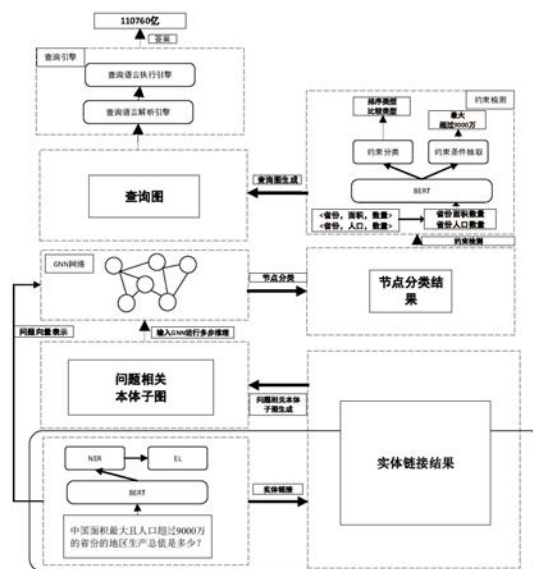 110760亿
答案
查询引擎
查询语言执行引擎
查询语言解析引擎
查询图
查询图生成
约束检测
排序类型
比较类型
最大
超过9000万
约束分类
约束条件抽取
BERT
<省份，面积，数量>
<省份，人口，数量>
省份面积数量
省份人口数量
约束检测
GNN网络
节点分类
节点分类结
果
问题向量表示
输入GNN进行多步推理
问题相关
本体子图
问题相关本体
子图生成
NER
EL
BERT
中国面积最大且人口超过9000万
的省份的地区生产总值是多少？
实体链接
实体链接结果